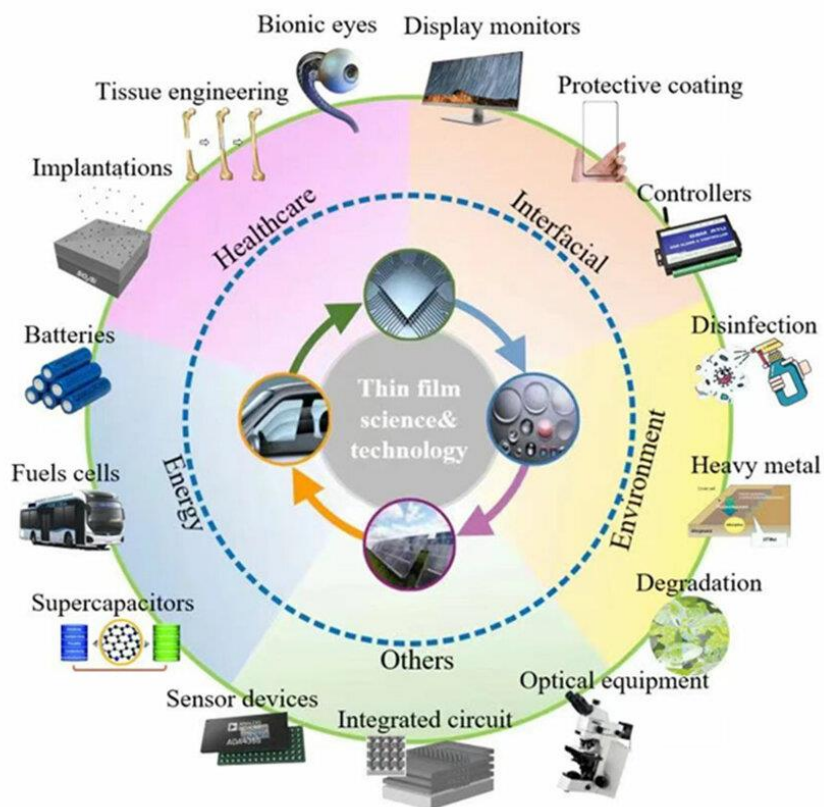 Bionic eyes
Display monitors
Tissue engineering
Protective coating
Implantations
Controllers
Healthcare
Interfacial
Batteries
Disinfection
Thin film
science&
technology
Fuels cells
Energy
Environment
Heavy metal
Supercapacitors
Degradation
Others
Sensor devices
Integrated circuit
Optical equipment